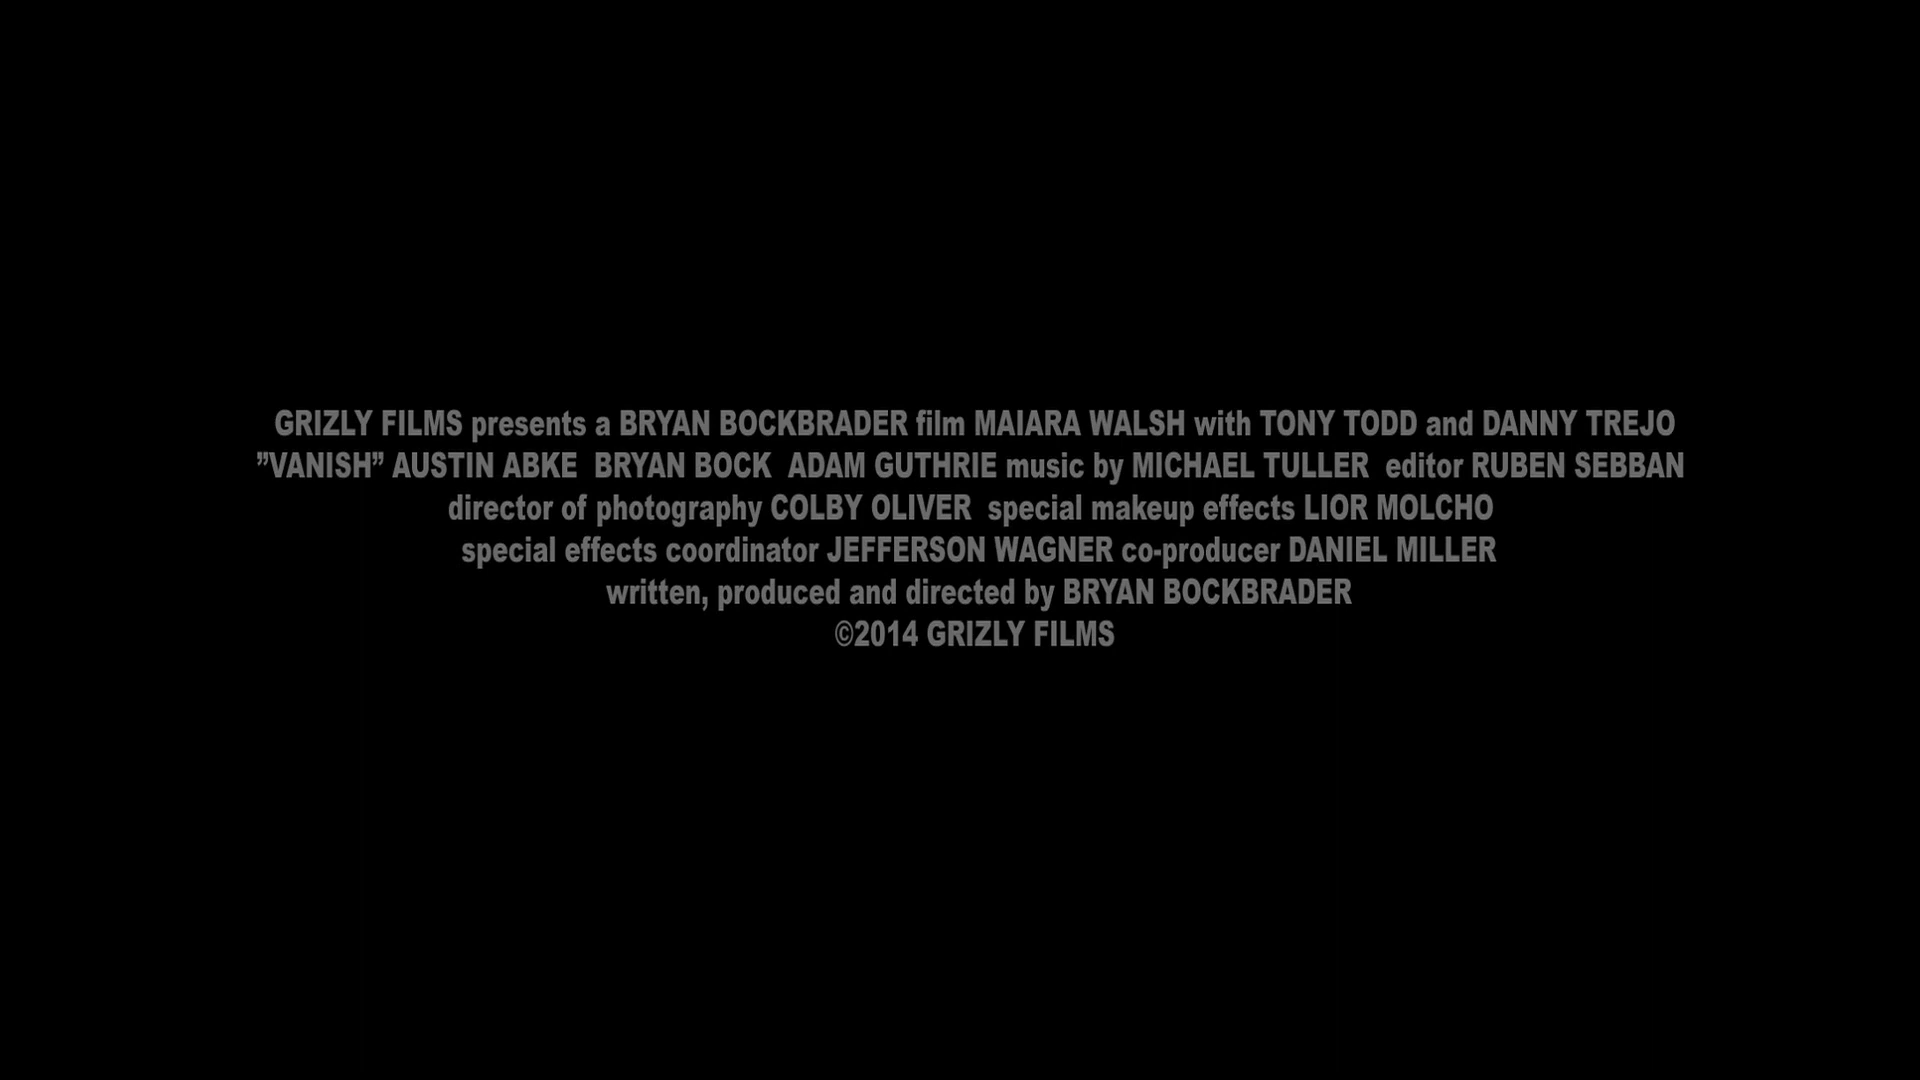 GRIZLY FILMS presents a BRYAN BOCKBRADER film MAIARA WALSH with TONY TODD and DANNY TREJO
”VANISH” AUSTIN ABKE  BRYAN BOCK  ADAM GUTHRIE music by MICHAEL TULLER  editor RUBEN SEBBAN
director of photography COLBY OLIVER  special makeup effects LIOR MOLCHO
special effects coordinator JEFFERSON WAGNER co-producer DANIEL MILLER
written, produced and directed by BRYAN BOCKBRADER
©2014 GRIZLY FILMS